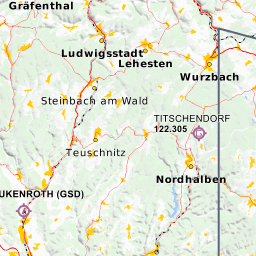 Gräfenthal
Ludwigsstadt
Lehesten
Wurzbach
Steinbach am Wald
TITSCHENDORF
122.305
Teuschnitz
Nordhalben
UKENROTH (GSD)